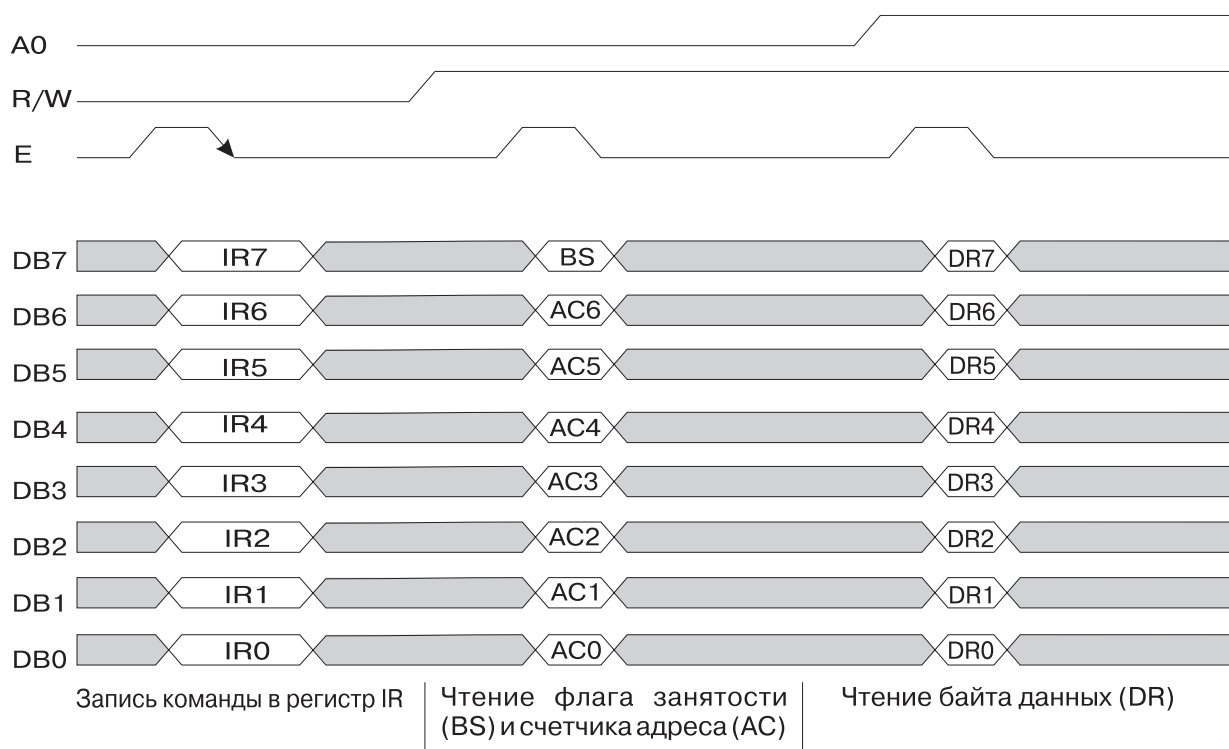 A0
R/W
E
DB7 IR7 BS DR7
DB6 IR6 AC6 DR6
DB5 IR5 AC5 DR5
DB4 IR4 AC4 DR4
DB3 IR3 AC3 DR3
DB2 IR2 AC2 DR2
DB1 IR1 AC1 DR1
DB0 IR0 AC0 DR0
Запись команды в регистр IR
Чтение флага занятости
(BS) и счетчика адреса (AC)
Чтение байта данных (DR)